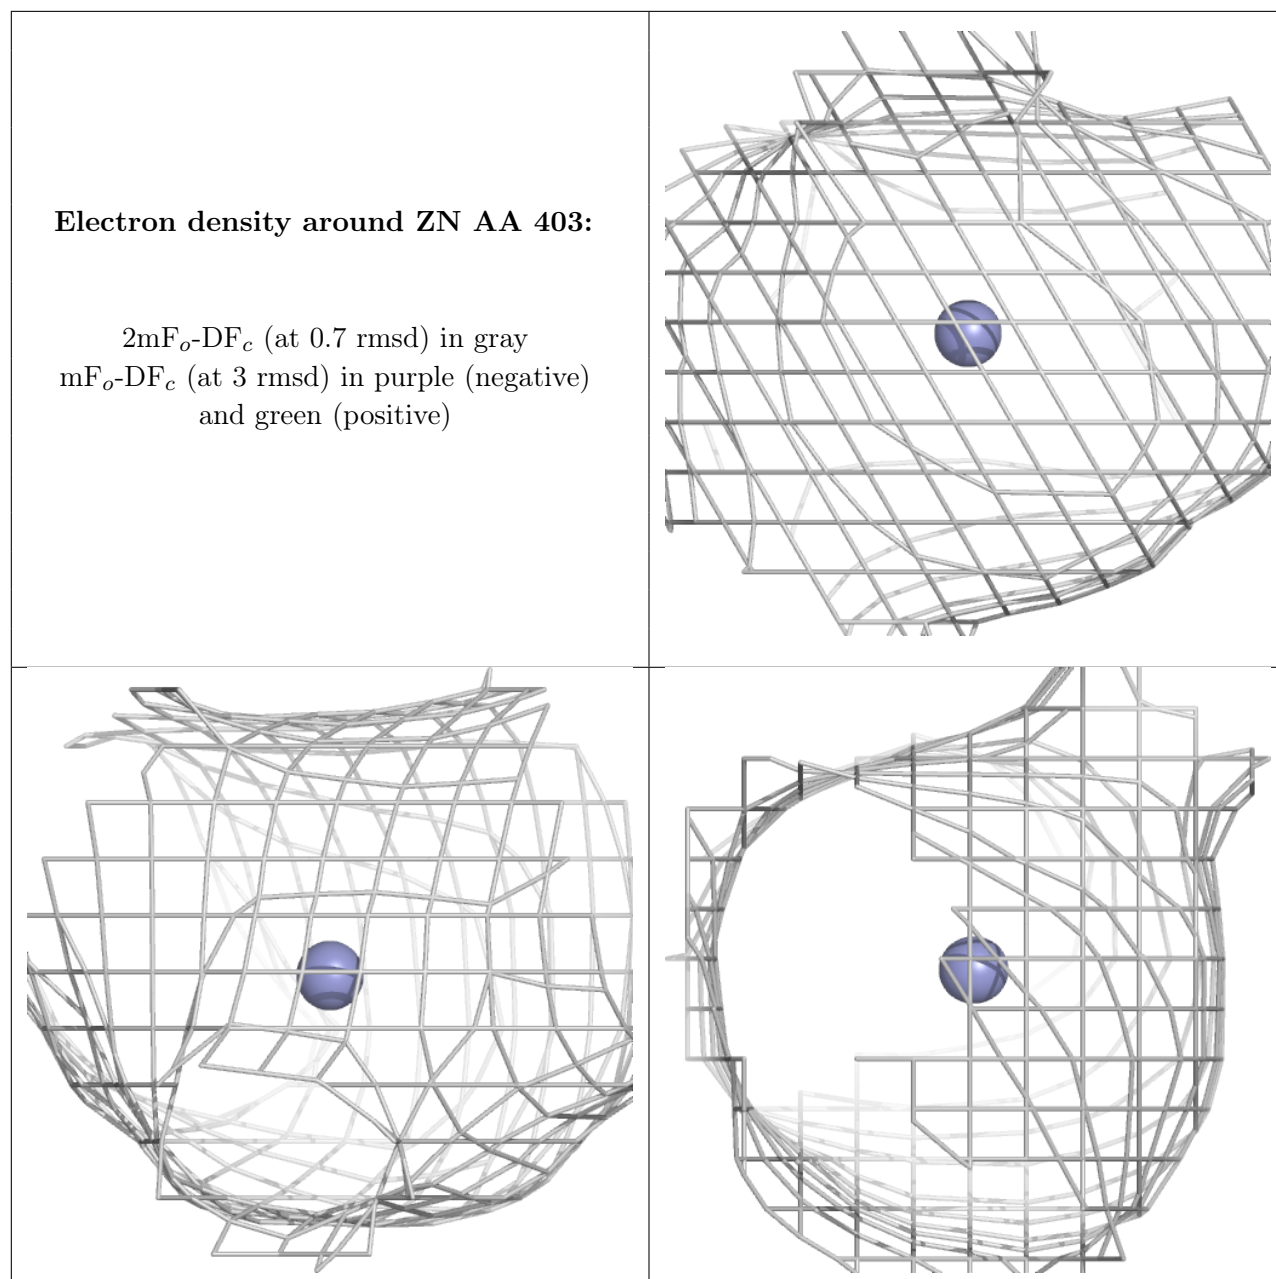 Electron density around ZN AA 403:
2mFo-DFc (at 0.7 rmsd) in gray
mFo-DFc (at 3 rmsd) in purple (negative)
and green (positive)